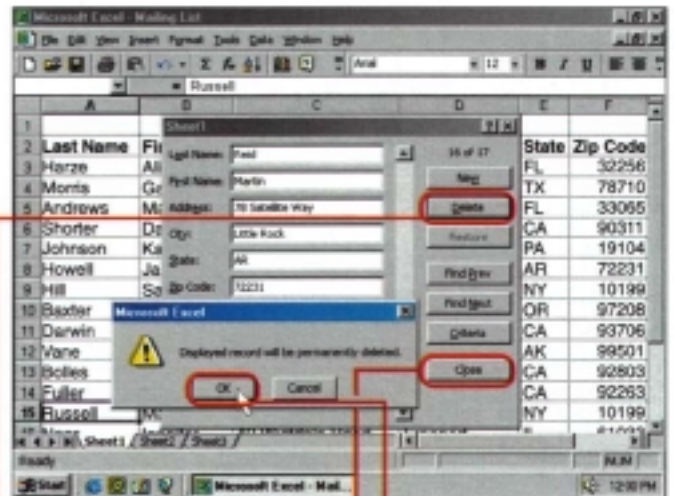 Microsoft Excel - Mailing List
File Edit View Insert Format Tools Data Window Help
Arial 12 B I U
= Russell
A B C D E F
1
2 Last Name State Zip Code
3 Harze FL 32256
4 Morris TX 78710
5 Andrews FL 33065
6 Shorter CA 90311
7 Johnson PA 19104
8 Howell AR 72231
9 Hill NY 10199
10 Baxter OR 97208
11 Darwin CA 93706
12 Vane AK 99501
13 Bolles CA 92803
14 Fuller CA 92263
15 Russell NY 10199
Sheet1
Last Name: Reid
First Name: Martin
Address: 78 Satellite Way
City: Little Rock
State: AR
Zip Code: 72231
16 of 17
New
Delete
Restore
Find Prev
Find Next
Criteria
Close
Microsoft Excel
Displayed record will be permanently deleted.
OK Cancel
Sheet1 / Sheet2 / Sheet3 /
Ready NUM
Start Microsoft Excel - Mail... 12:00 PM